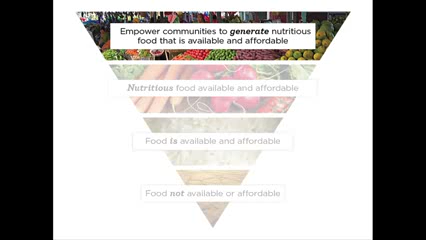 Empower communities to generate nutritious
food that is available and affordable
Nutritious food available and affordable
Food is available and affordable
Food not available or affordable